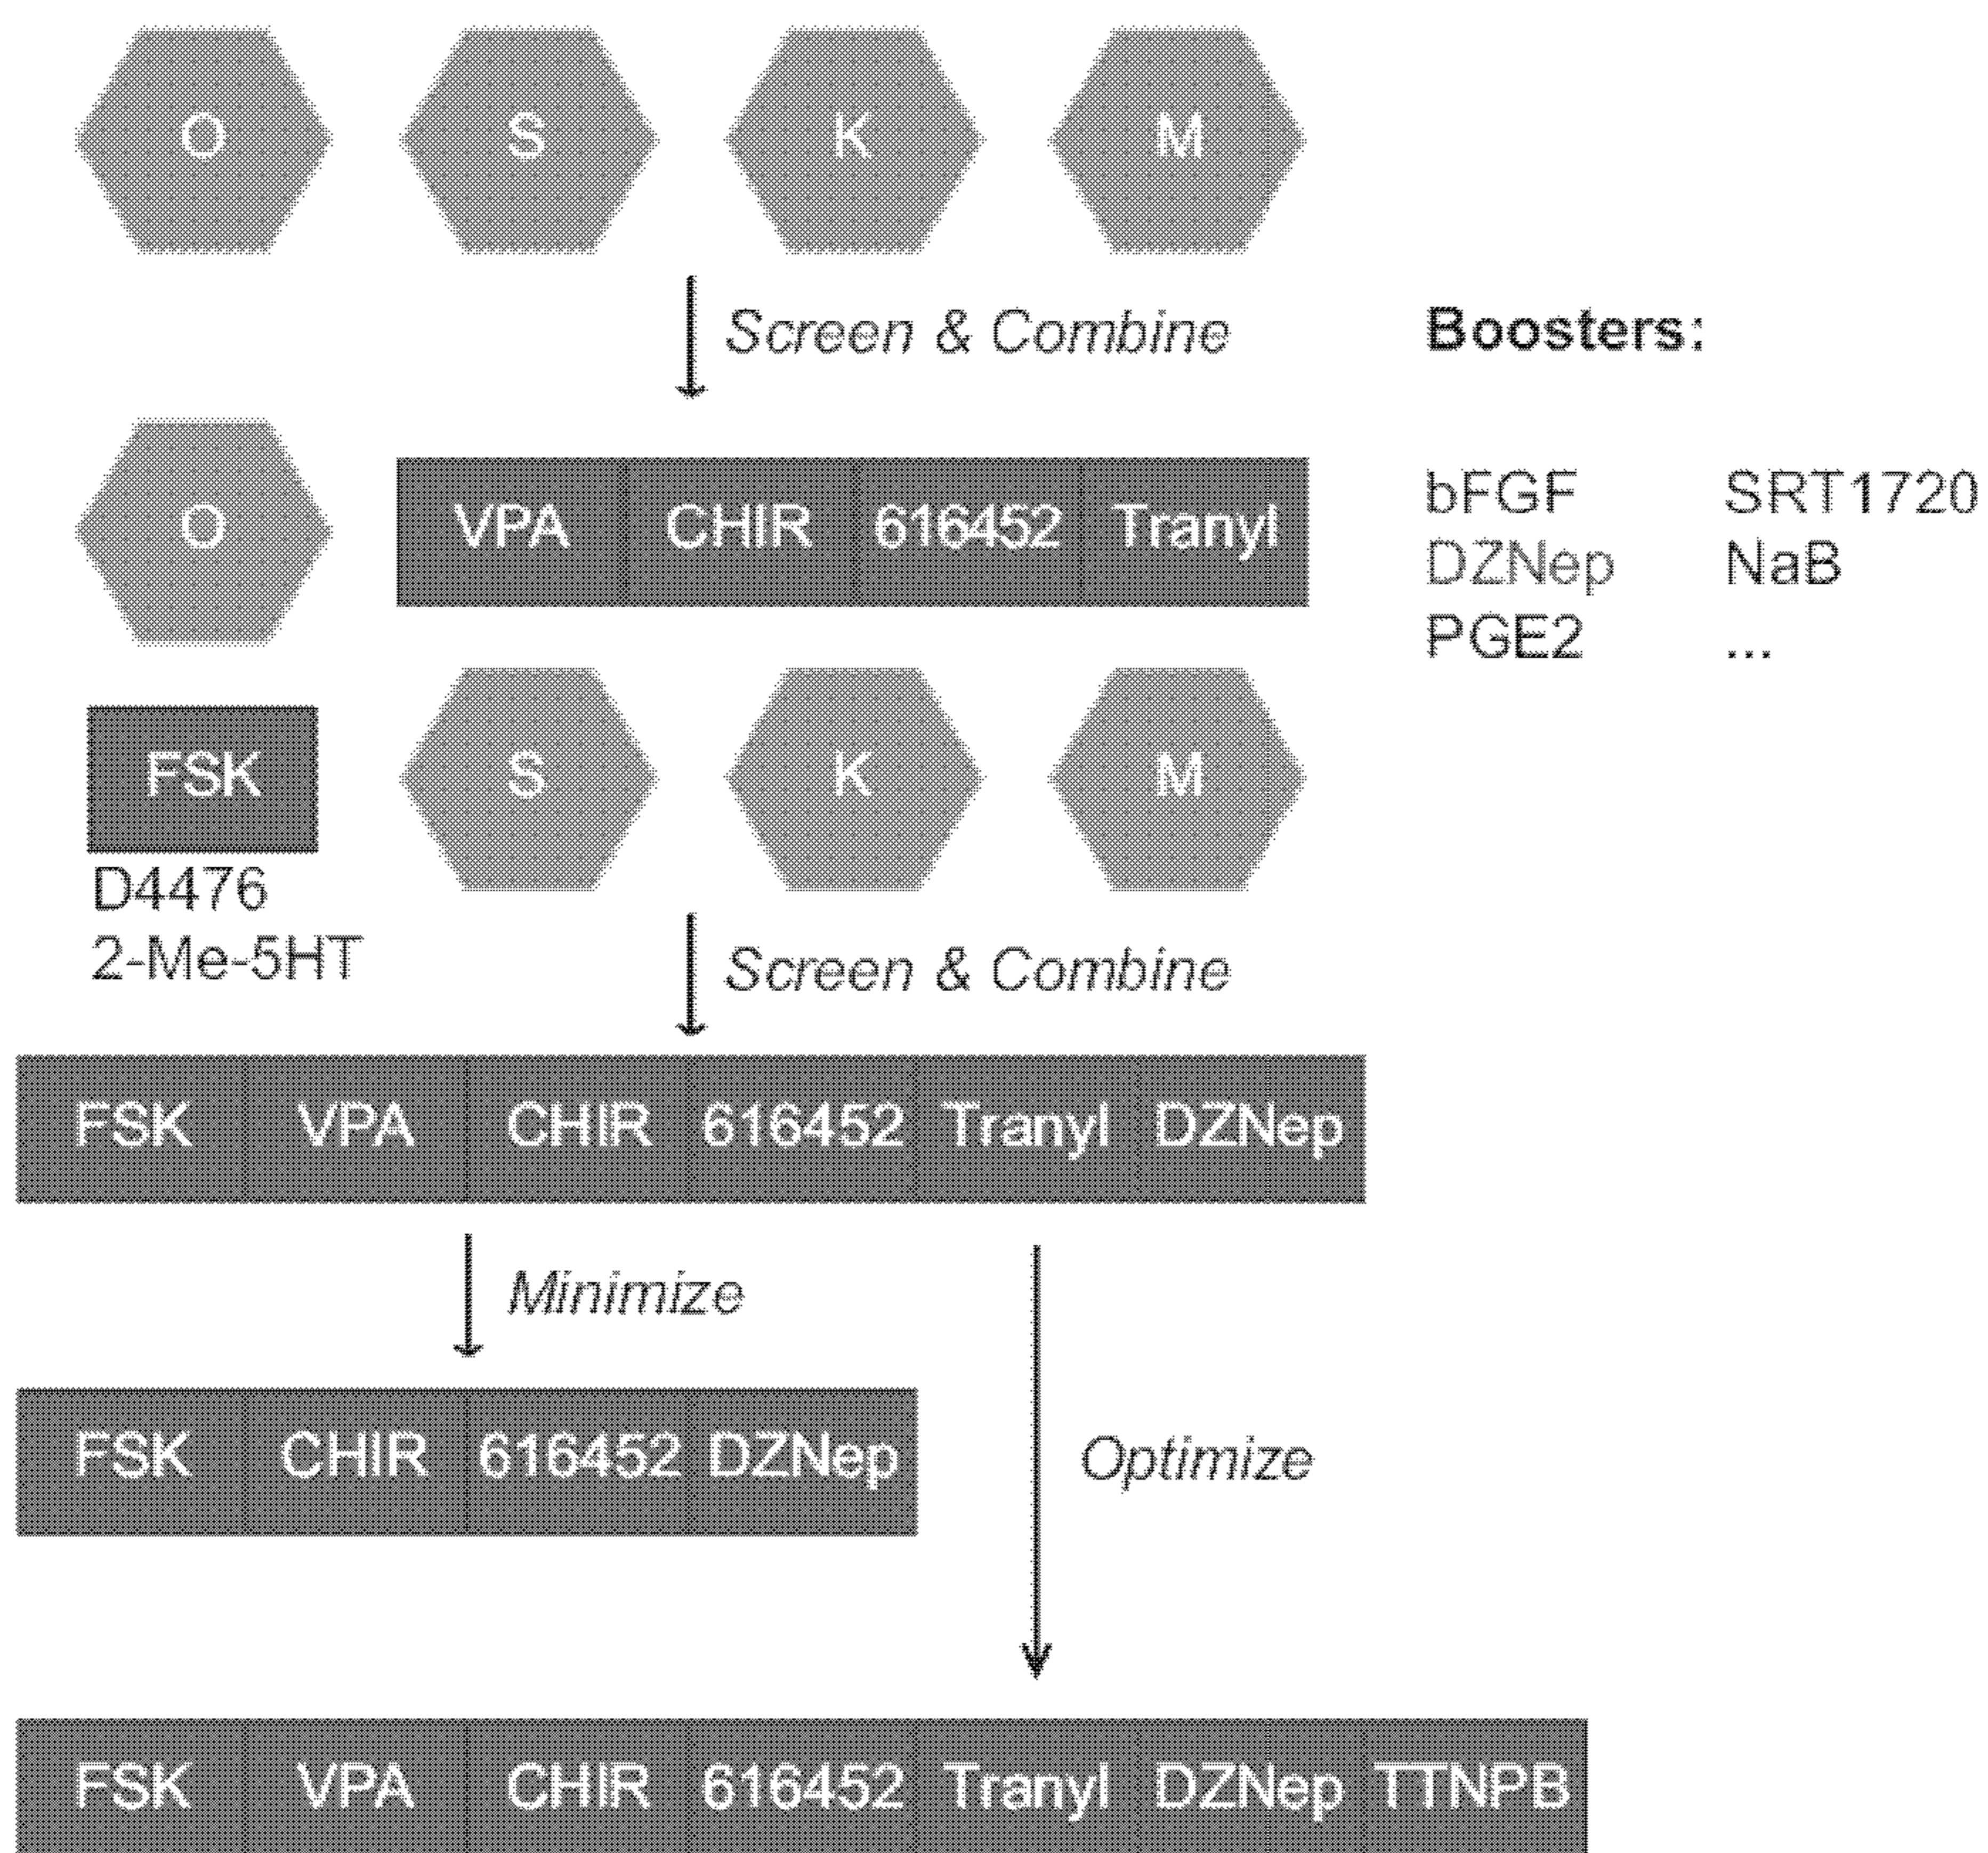 O S K M
Screen & Combine
Boosters:
O VPA CHIR 616452 Tranyl
bFGF SRT1720
DZNep NaB
PGE2 ...
FSK S K M
D4476
2-Me-5HT
Screen & Combine
FSK VPA CHIR 616452 Tranyl DZNep
Minimize
FSK CHIR 616452 DZNep
Optimize
FSK VPA CHIR 616452 Tranyl DZNep TTNPB